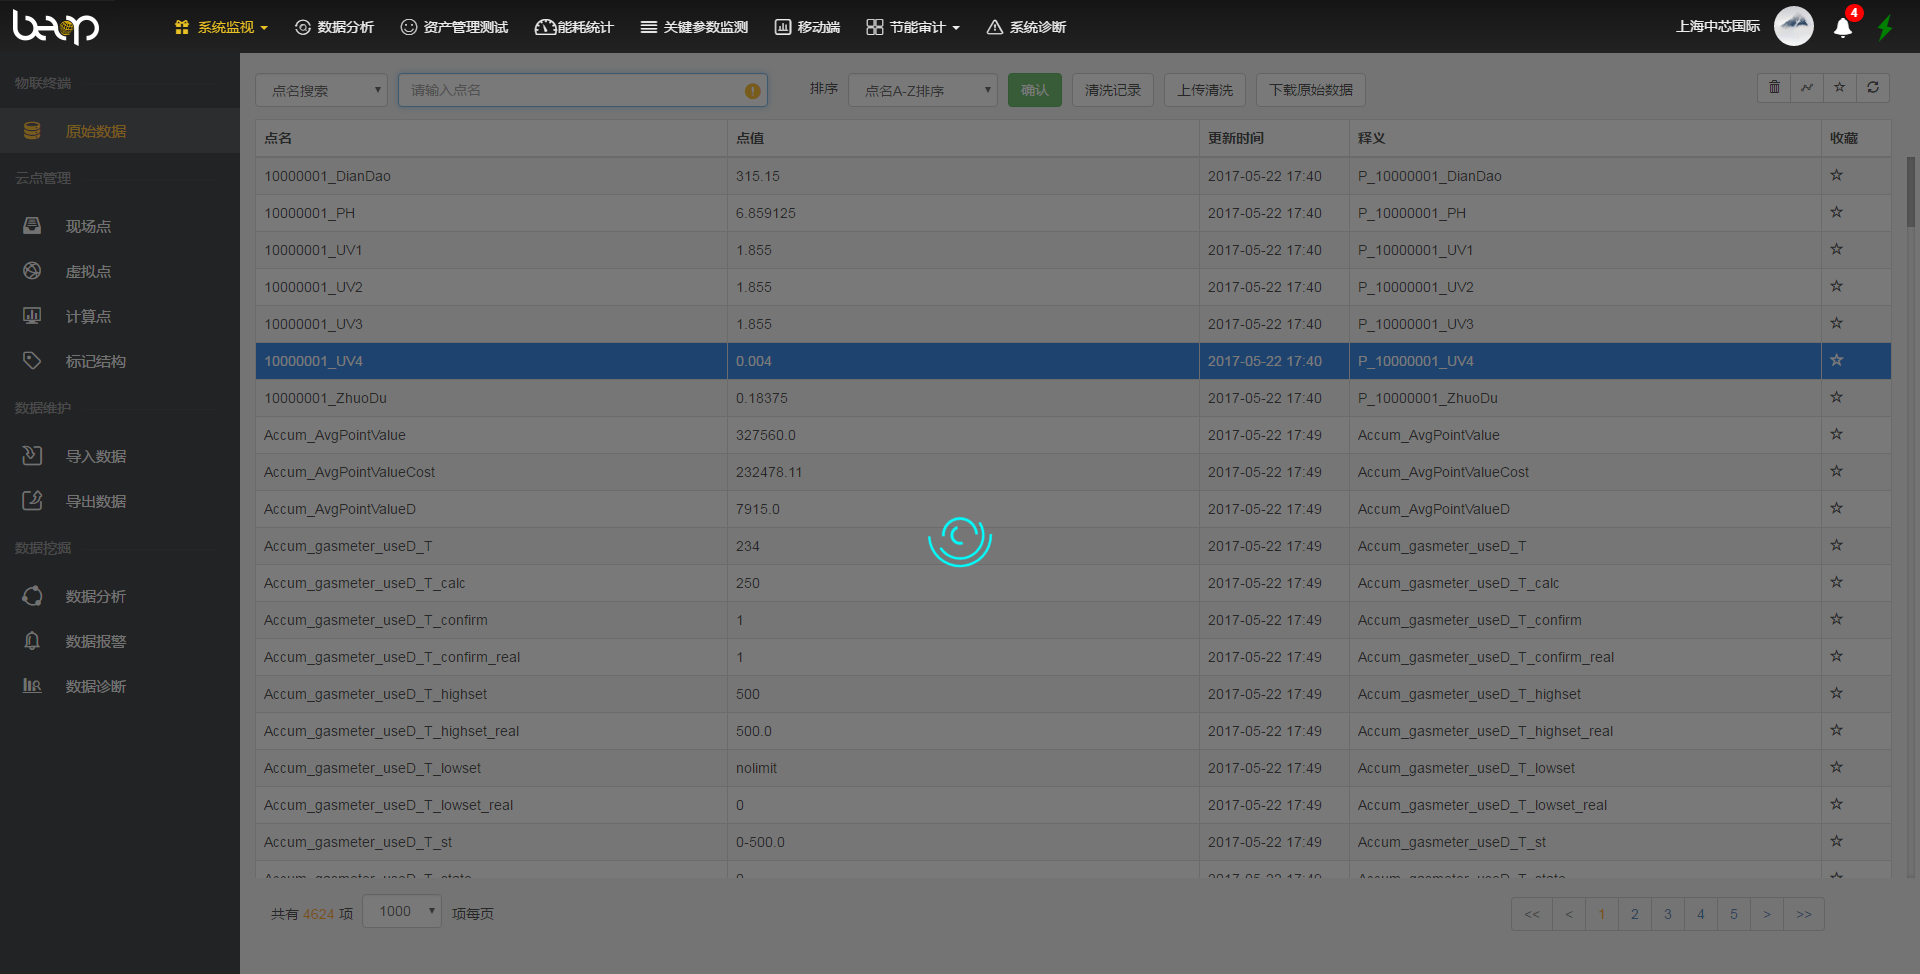 beop 系统监视 数据分析 资产管理测试 能耗统计 关键参数监测 移动端 节能审计 系统诊断 上海中芯国际 4
物联终端
原始数据
云点管理
现场点
虚拟点
计算点
标记结构
数据维护
导入数据
导出数据
数据挖掘
数据分析
数据报警
数据诊断
点名搜索 请输入点名 排序 点名A-Z排序 确认 清洗记录 上传清洗 下载原始数据
点名 点值 更新时间 释义 收藏
10000001_DianDao 315.15 2017-05-22 17:40 P_10000001_DianDao
10000001_PH 6.859125 2017-05-22 17:40 P_10000001_PH
10000001_UV1 1.855 2017-05-22 17:40 P_10000001_UV1
10000001_UV2 1.855 2017-05-22 17:40 P_10000001_UV2
10000001_UV3 1.855 2017-05-22 17:40 P_10000001_UV3
10000001_UV4 0.004 2017-05-22 17:40 P_10000001_UV4
10000001_ZhuoDu 0.18375 2017-05-22 17:40 P_10000001_ZhuoDu
Accum_AvgPointValue 327560.0 2017-05-22 17:49 Accum_AvgPointValue
Accum_AvgPointValueCost 232478.11 2017-05-22 17:49 Accum_AvgPointValueCost
Accum_AvgPointValueD 7915.0 2017-05-22 17:49 Accum_AvgPointValueD
Accum_gasmeter_useD_T 234 2017-05-22 17:49 Accum_gasmeter_useD_T
Accum_gasmeter_useD_T_calc 250 2017-05-22 17:49 Accum_gasmeter_useD_T_calc
Accum_gasmeter_useD_T_confirm 1 2017-05-22 17:49 Accum_gasmeter_useD_T_confirm
Accum_gasmeter_useD_T_confirm_real 1 2017-05-22 17:49 Accum_gasmeter_useD_T_confirm_real
Accum_gasmeter_useD_T_highset 500 2017-05-22 17:49 Accum_gasmeter_useD_T_highset
Accum_gasmeter_useD_T_highset_real 500.0 2017-05-22 17:49 Accum_gasmeter_useD_T_highset_real
Accum_gasmeter_useD_T_lowset nolimit 2017-05-22 17:49 Accum_gasmeter_useD_T_lowset
Accum_gasmeter_useD_T_lowset_real 0 2017-05-22 17:49 Accum_gasmeter_useD_T_lowset_real
Accum_gasmeter_useD_T_st 0-500.0 2017-05-22 17:49 Accum_gasmeter_useD_T_st
共有 4624 项 1000 项每页 << < 1 2 3 4 5 > >>